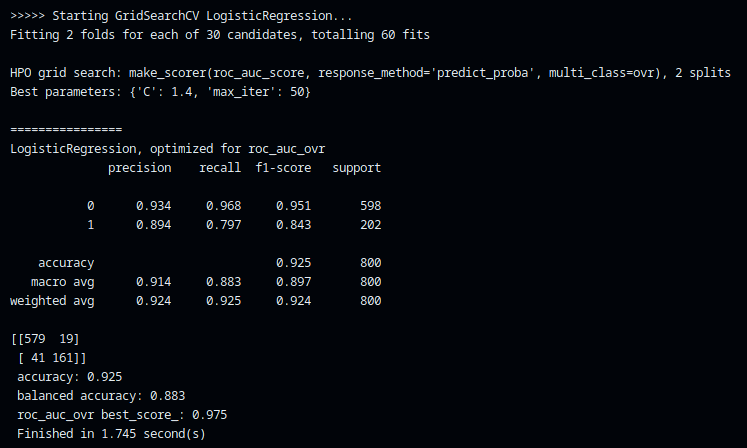 >>>>> Starting GridSearchCV LogisticRegression...
Fitting 2 folds for each of 30 candidates, totalling 60 fits
HPO grid search: make_scorer(roc_auc_score, response_method='predict_proba', multi_class=ovr), 2 splits
Best parameters: {'C': 1.4, 'max_iter': 50}
================
LogisticRegression, optimized for roc_auc_ovr
              precision    recall  f1-score   support
           0      0.934     0.968     0.951       598
           1      0.894     0.797     0.843       202
    accuracy                          0.925       800
   macro avg      0.914     0.883     0.897       800
weighted avg      0.924     0.925     0.924       800
[[579  19]
 [ 41 161]]
 accuracy: 0.925
 balanced accuracy: 0.883
 roc_auc_ovr best_score_: 0.975
 Finished in 1.745 second(s)